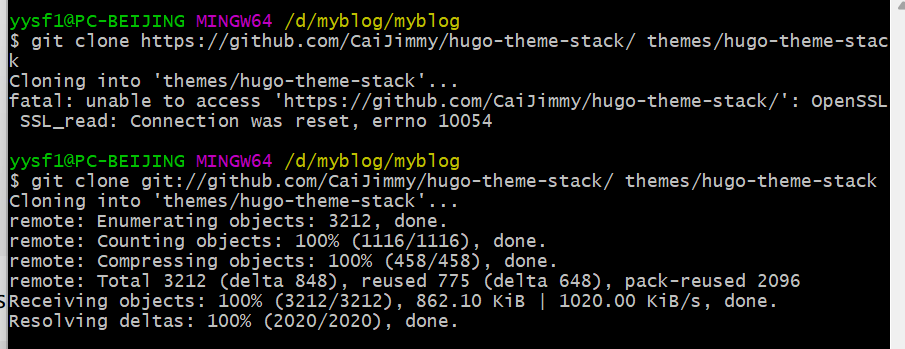 yysf1@PC-BEIJING MINGW64 /d/myblog/myblog
$ git clone https://github.com/CaiJimmy/hugo-theme-stack/ themes/hugo-theme-stac
k
Cloning into 'themes/hugo-theme-stack'...
fatal: unable to access 'https://github.com/CaiJimmy/hugo-theme-stack/': OpenSSL
 SSL_read: Connection was reset, errno 10054
yysf1@PC-BEIJING MINGW64 /d/myblog/myblog
$ git clone git://github.com/CaiJimmy/hugo-theme-stack/ themes/hugo-theme-stack
Cloning into 'themes/hugo-theme-stack'...
remote: Enumerating objects: 3212, done.
remote: Counting objects: 100% (1116/1116), done.
remote: Compressing objects: 100% (458/458), done.
remote: Total 3212 (delta 848), reused 775 (delta 648), pack-reused 2096
Receiving objects: 100% (3212/3212), 862.10 KiB | 1020.00 KiB/s, done.
Resolving deltas: 100% (2020/2020), done.